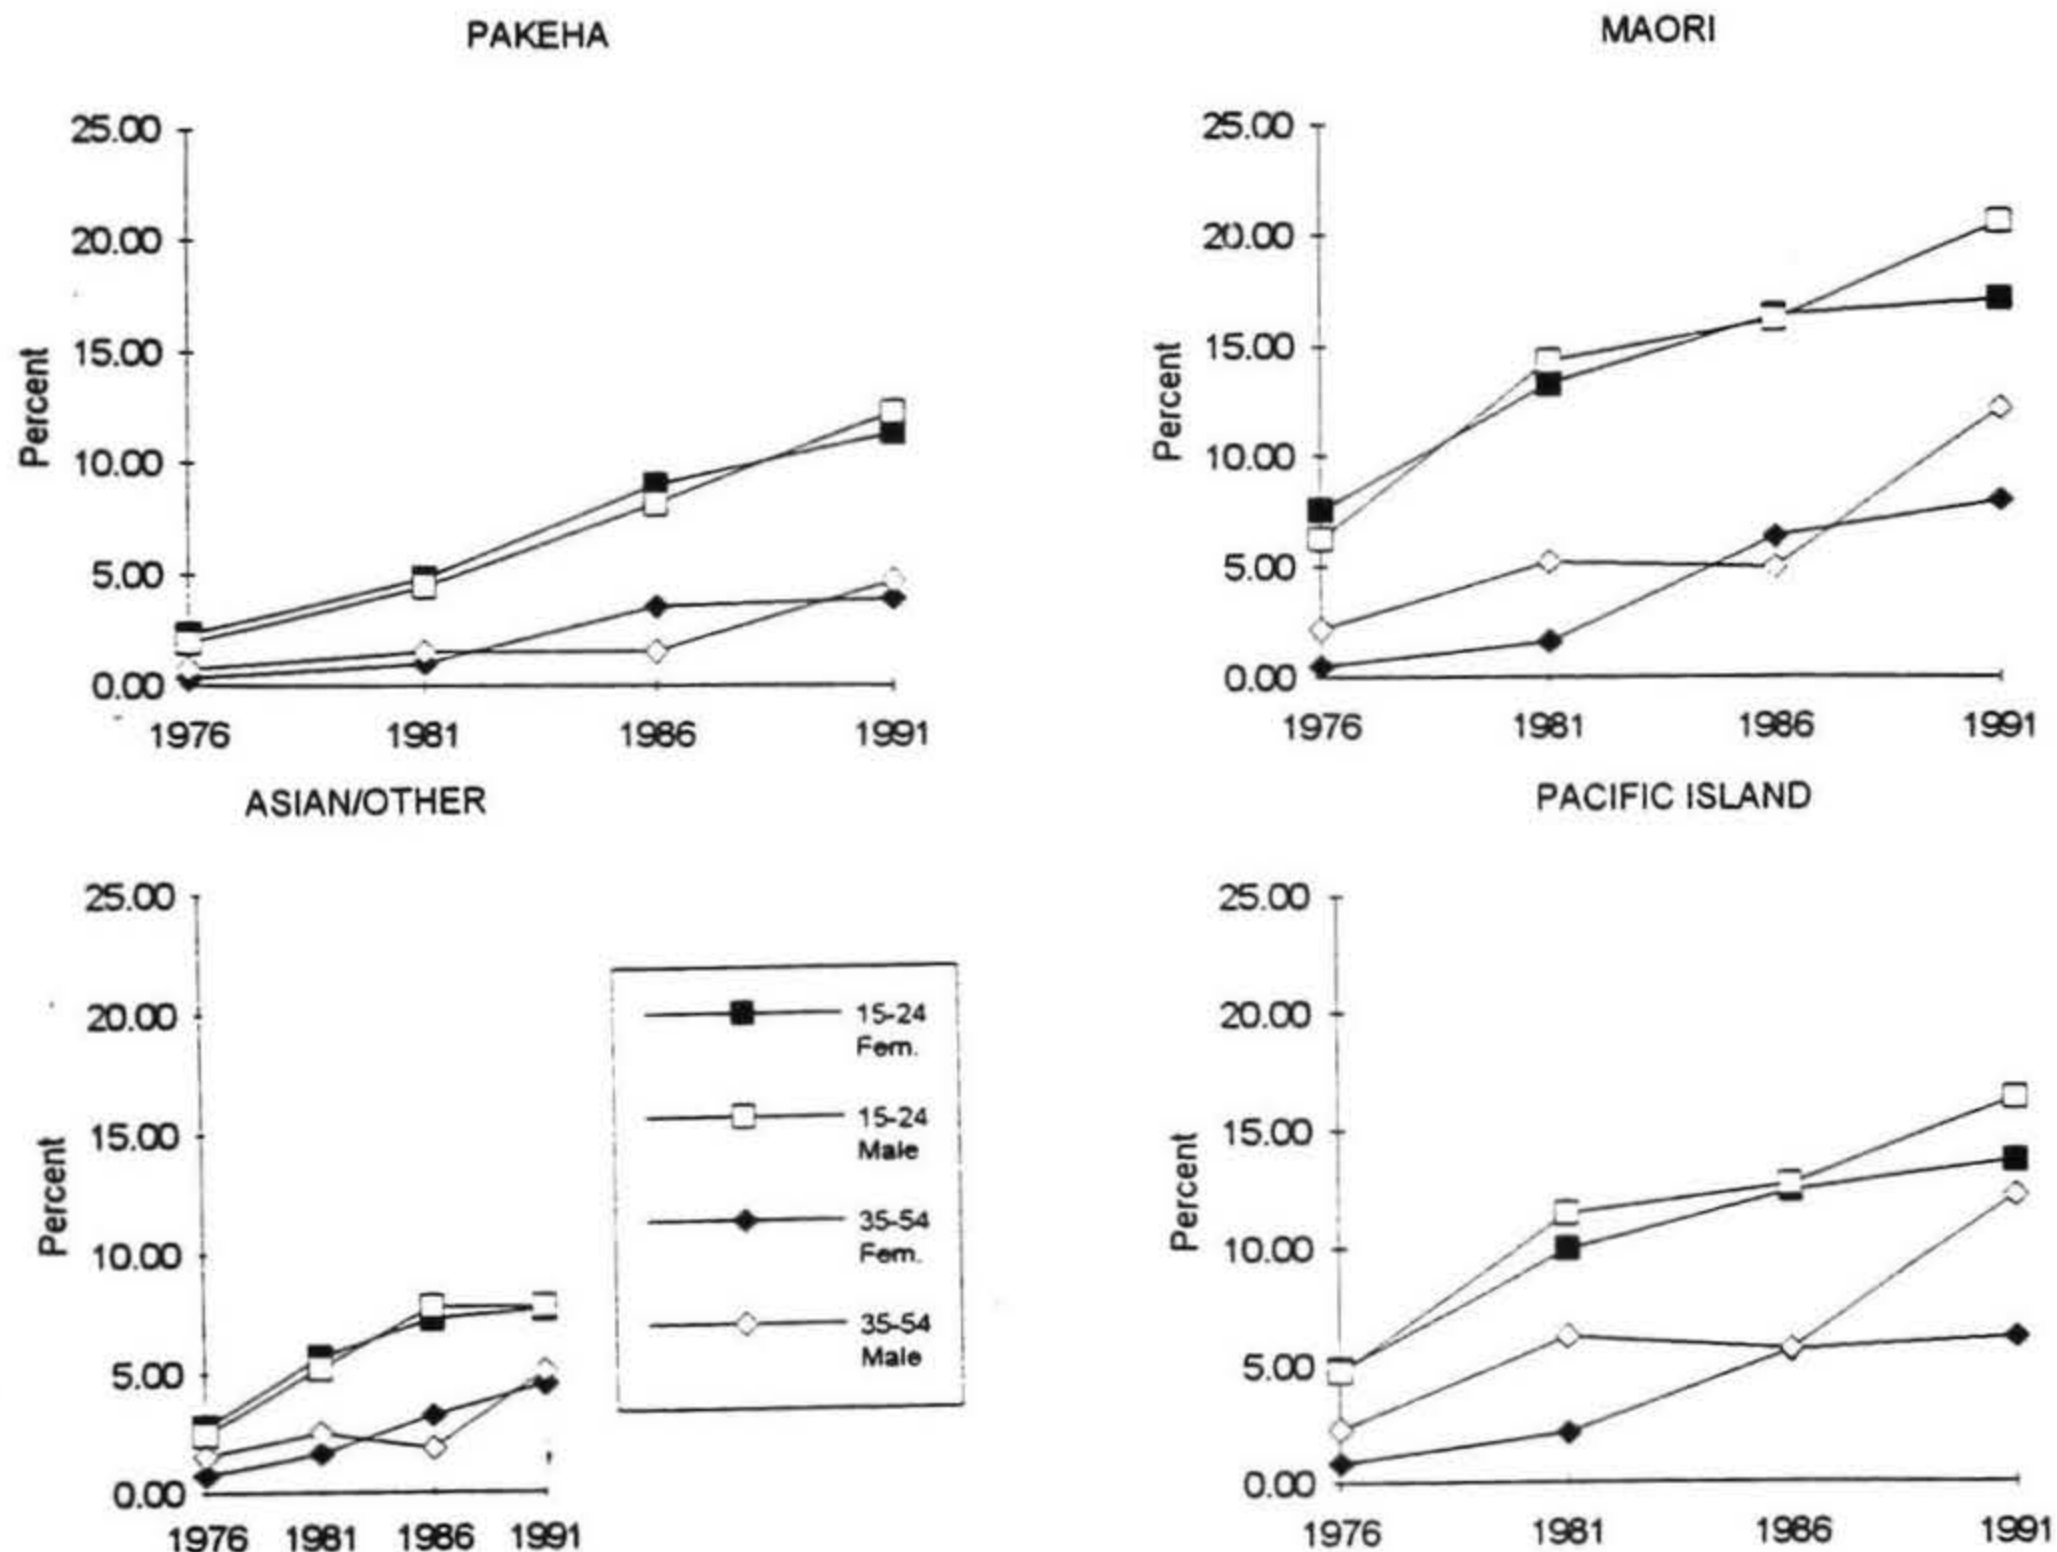 PAKEHA
25.00
20.00
15.00
10.00
5.00
0.00
Percent
1976 1981 1986 1991
MAORI
25.00
20.00
15.00
10.00
5.00
0.00
Percent
1976 1981 1986 1991
ASIAN/OTHER
25.00
20.00
15.00
10.00
5.00
0.00
Percent
1976 1981 1986 1991
15-24
Fem.
15-24
Male
35-54
Fem.
35-54
Male
PACIFIC ISLAND
25.00
20.00
15.00
10.00
5.00
0.00
Percent
1976 1981 1986 1991